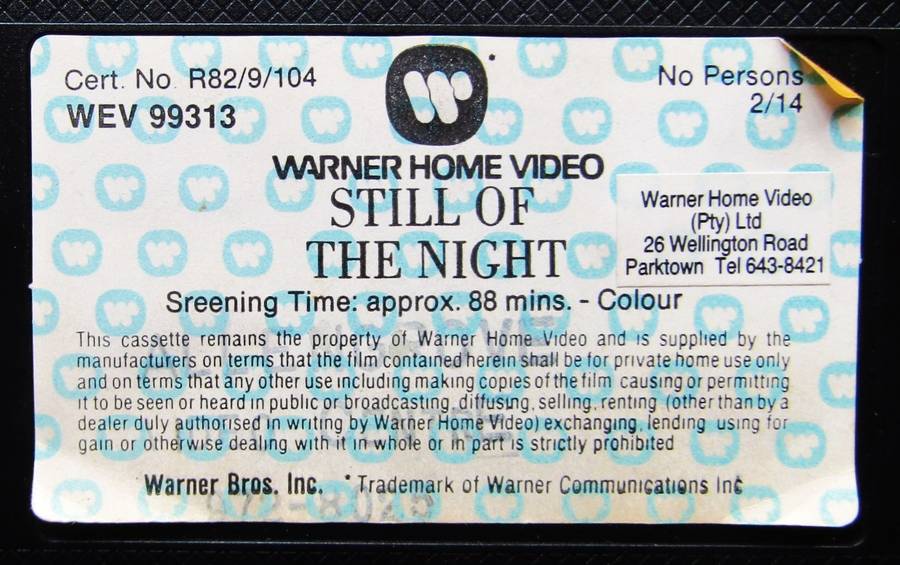 Cert. No. R82/9/104
WEV 99313
No Persons
2/14
WARNER HOME VIDEO
STILL OF
THE NIGHT
Warner Home Video
(Pty) Ltd
26 Wellington Road
Parktown Tel 643-8421
Sreening Time: approx. 88 mins. - Colour
This cassette remains the property of Warner Home Video and is supplied by the
manufacturers on terms that the film contained herein shall be for private home use only
and on terms that any other use including making copies of the film causing or permitting
it to be seen or heard in public or broadcasting, diffusing, selling, renting (other than by a
dealer duly authorised in writing by Warner Home Video) exchanging, lending using for
gain or otherwise dealing with it in whole or in part is strictly prohibited
Warner Bros. Inc. * Trademark of Warner Communications Inc